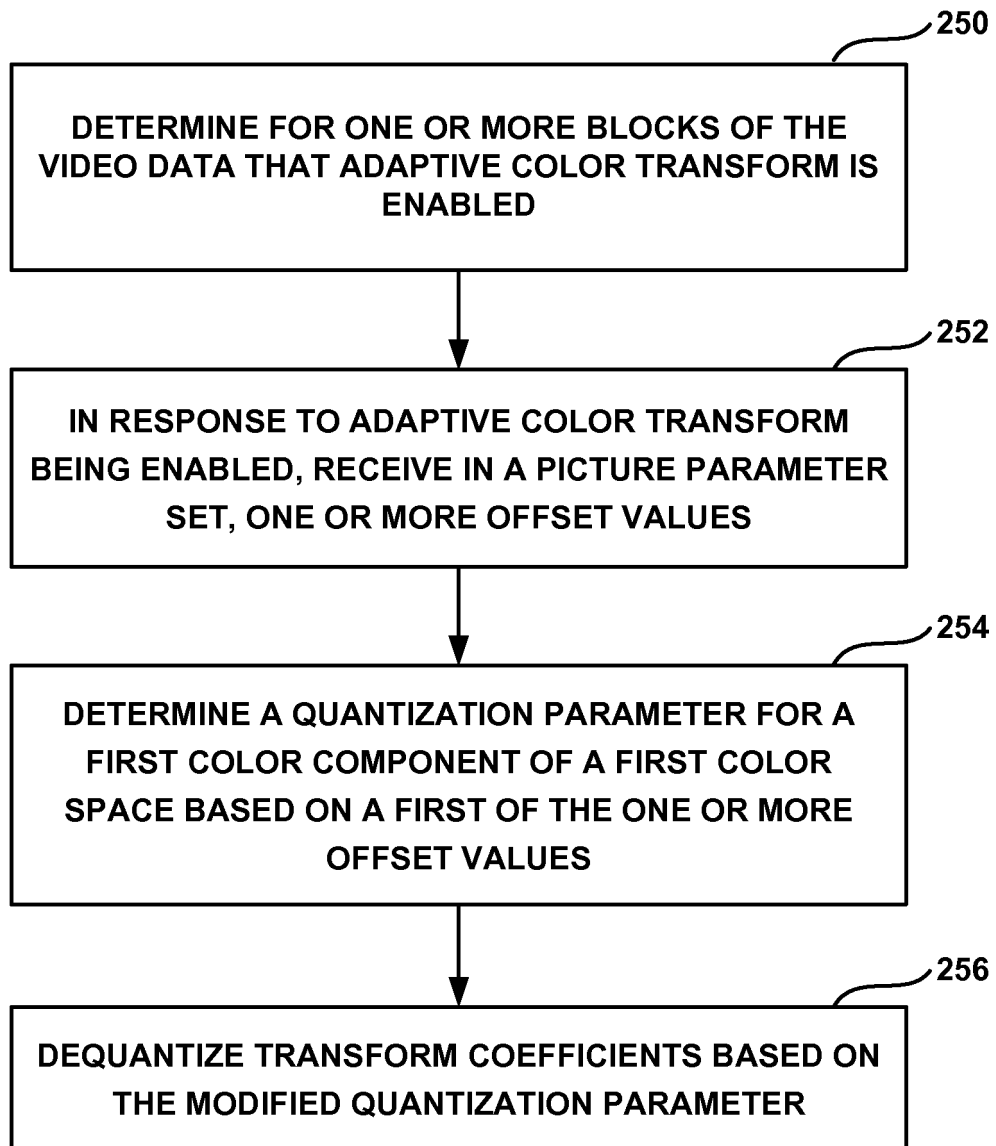 250
DETERMINE FOR ONE OR MORE BLOCKS OF THE
VIDEO DATA THAT ADAPTIVE COLOR TRANSFORM IS
ENABLED
252
IN RESPONSE TO ADAPTIVE COLOR TRANSFORM
BEING ENABLED, RECEIVE IN A PICTURE PARAMETER
SET, ONE OR MORE OFFSET VALUES
254
DETERMINE A QUANTIZATION PARAMETER FOR A
FIRST COLOR COMPONENT OF A FIRST COLOR
SPACE BASED ON A FIRST OF THE ONE OR MORE
OFFSET VALUES
256
DEQUANTIZE TRANSFORM COEFFICIENTS BASED ON
THE MODIFIED QUANTIZATION PARAMETER